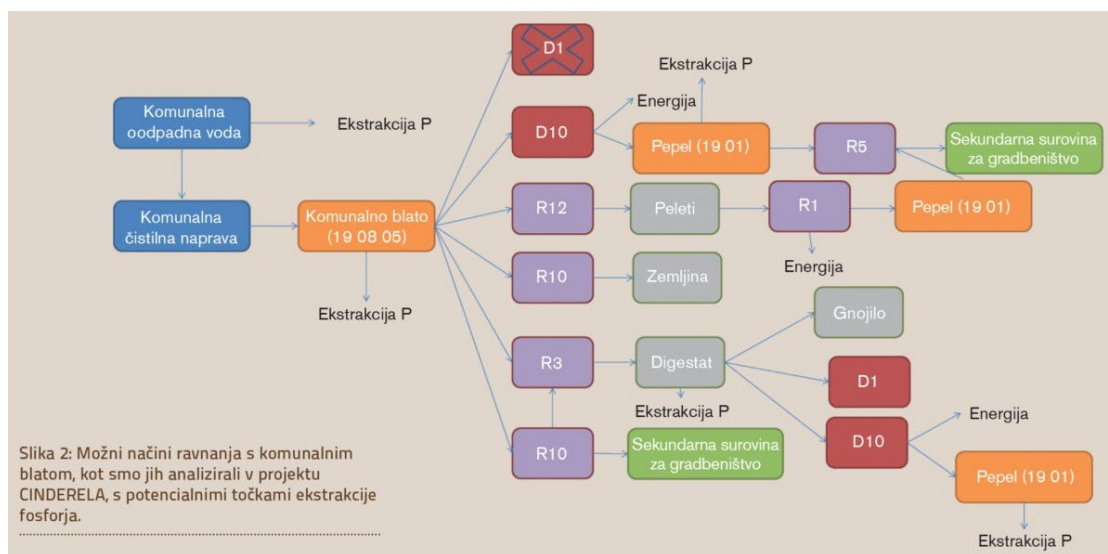 D1
Ekstrakcija P
Komunalna
oodpadna voda
Ekstrakcija P
Energija
D10
Pepel (19 01)
R5
Sekundarna surovina
za gradbeništvo
Komunalna
čistilna naprava
Komunalno blato
(19 08 05)
R12
Peleti
R1
Pepel (19 01)
Ekstrakcija P
Energija
R10
Zemljina
Gnojilo
R3
Digestat
D1
Ekstrakcija P
D10
Energija
R10
Sekundarna surovina
za gradbeništvo
Pepel (19 01)
Ekstrakcija P
Slika 2: Možni načini ravnanja s komunalnim
blatom, kot smo jih analizirali v projektu
CINDERELA, s potencialnimi točkami ekstrakcije
fosforja.